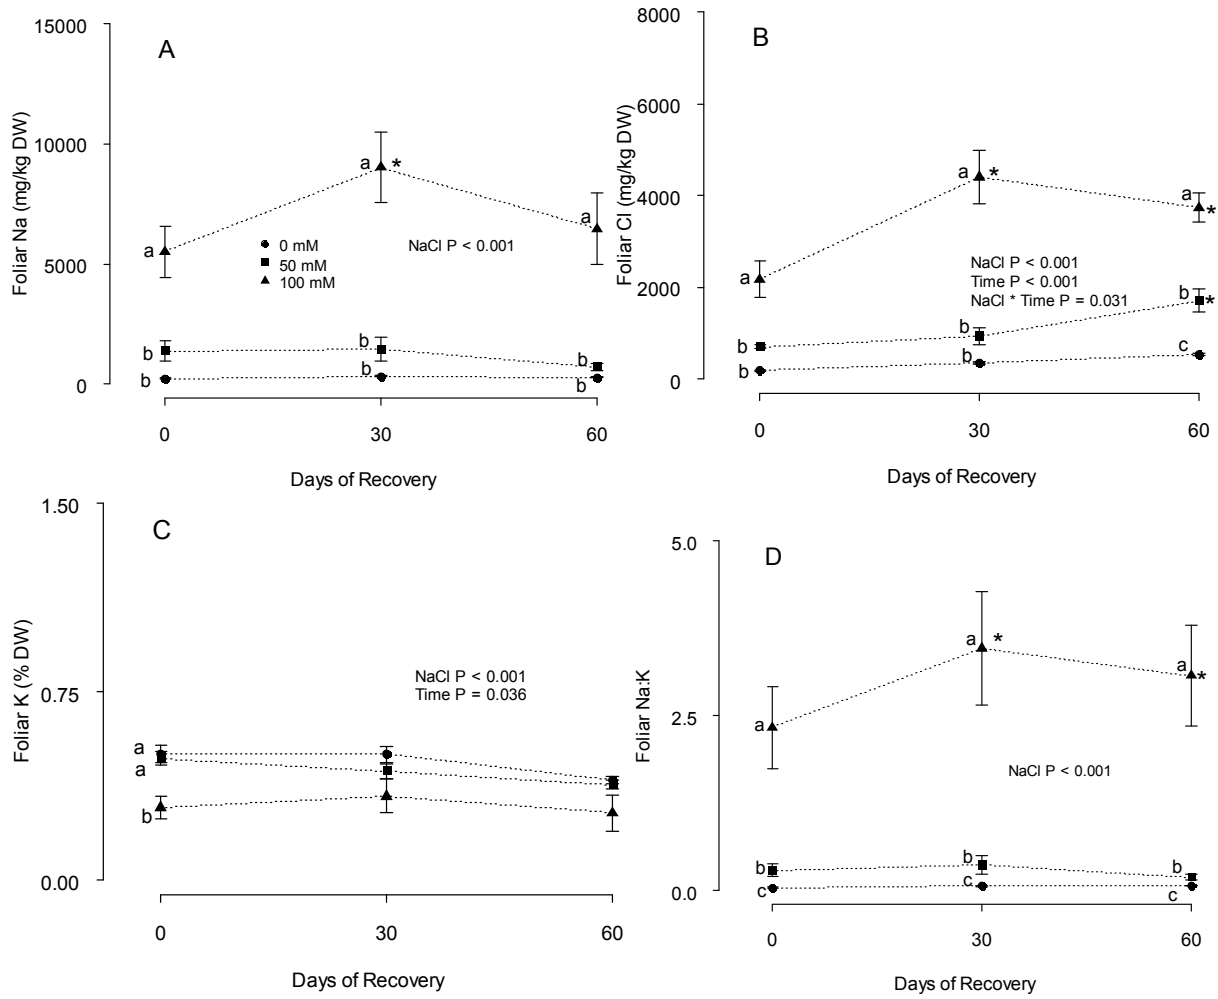 A
15000
10000
5000
0
Foliar Na (mg/kg DW)
a
a *
a
0 mM
50 mM
100 mM
NaCl P < 0.001
b
b
b
b
b
b
0
30
60
Days of Recovery
B
8000
6000
4000
2000
0
Foliar Cl (mg/kg DW)
a
a *
a
*
NaCl P < 0.001
Time P < 0.001
NaCl * Time P = 0.031
b
b
b *
b
b
c
0
30
60
Days of Recovery
C
1.50
0.75
0.00
Foliar K (% DW)
NaCl P < 0.001
Time P = 0.036
a
a
b
0
30
60
Days of Recovery
D
5.0
2.5
0.0
Foliar Na:K
a
a *
a *
NaCl P < 0.001
b
b
b
c
c
c
0
30
60
Days of Recovery